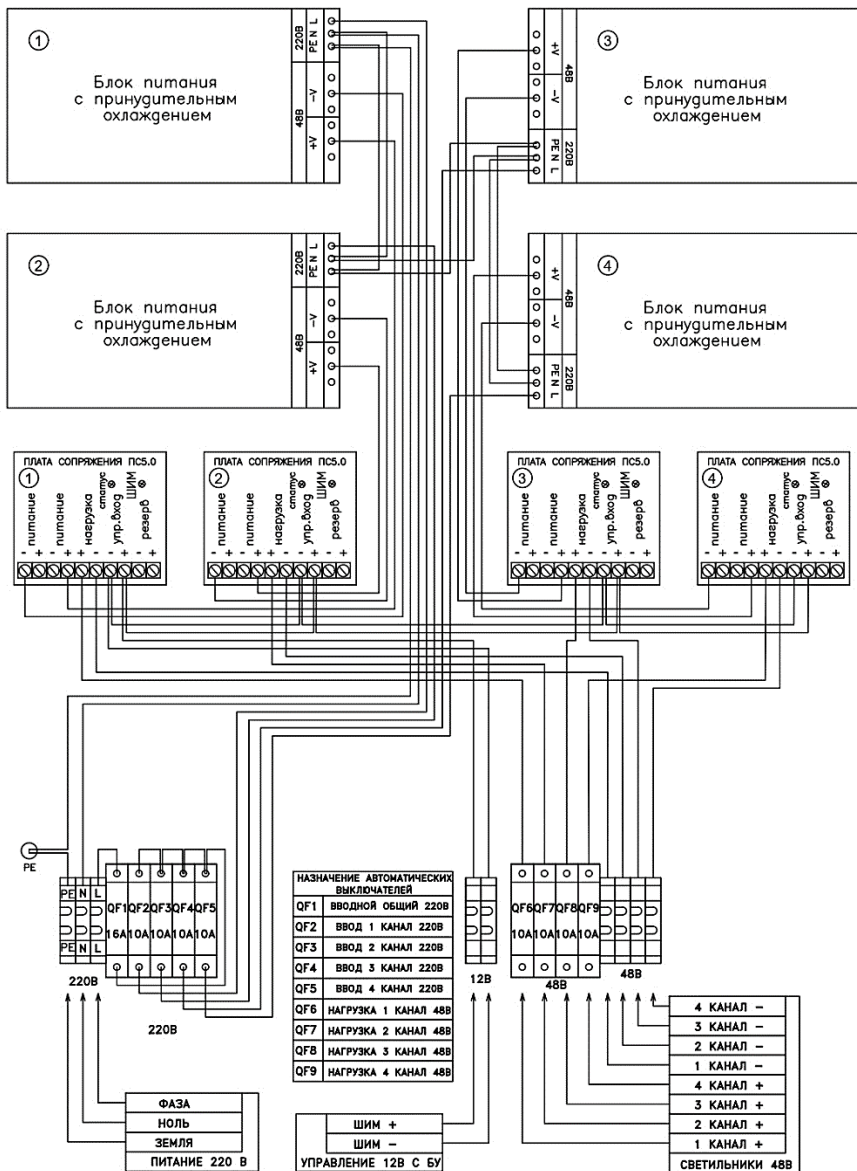 1
Блок питания
с принудительным
охлаждением
220В
PE N L
48В
-V
+V
3
Блок питания
с принудительным
охлаждением
+V
48В
-V
220В
PE N L
2
Блок питания
с принудительным
охлаждением
220В
PE N L
48В
-V
+V
4
Блок питания
с принудительным
охлаждением
+V
48В
-V
220В
PE N L
ПЛАТА СОПРЯЖЕНИЯ ПС5.0
1
- питание +
- питание +
+ нагрузка -
статус
- упр.вход +
ШИМ
- резерв +
ПЛАТА СОПРЯЖЕНИЯ ПС5.0
2
- питание +
- питание +
+ нагрузка -
статус
- упр.вход +
ШИМ
- резерв +
ПЛАТА СОПРЯЖЕНИЯ ПС5.0
3
- питание +
- питание +
+ нагрузка -
статус
- упр.вход +
ШИМ
- резерв +
ПЛАТА СОПРЯЖЕНИЯ ПС5.0
4
- питание +
- питание +
+ нагрузка -
статус
- упр.вход +
ШИМ
- резерв +
PE
PE N L
PE N L
220В
QF1 QF2 QF3 QF4 QF5
16А 10А 10А 10А 10А
220В
НАЗНАЧЕНИЕ АВТОМАТИЧЕСКИХ
ВЫКЛЮЧАТЕЛЕЙ
QF1 ВВОДНОЙ ОБЩИЙ 220В
QF2 ВВОД 1 КАНАЛ 220В
QF3 ВВОД 2 КАНАЛ 220В
QF4 ВВОД 3 КАНАЛ 220В
QF5 ВВОД 4 КАНАЛ 220В
QF6 НАГРУЗКА 1 КАНАЛ 48В
QF7 НАГРУЗКА 2 КАНАЛ 48В
QF8 НАГРУЗКА 3 КАНАЛ 48В
QF9 НАГРУЗКА 4 КАНАЛ 48В
12В
QF6 QF7 QF8 QF9
10А 10А 10А 10А
48В
48В
ФАЗА
НОЛЬ
ЗЕМЛЯ
ПИТАНИЕ 220 В
ШИМ +
ШИМ -
УПРАВЛЕНИЕ 12В С БУ
4 КАНАЛ -
3 КАНАЛ -
2 КАНАЛ -
1 КАНАЛ -
4 КАНАЛ +
3 КАНАЛ +
2 КАНАЛ +
1 КАНАЛ +
СВЕТИЛЬНИКИ 48В